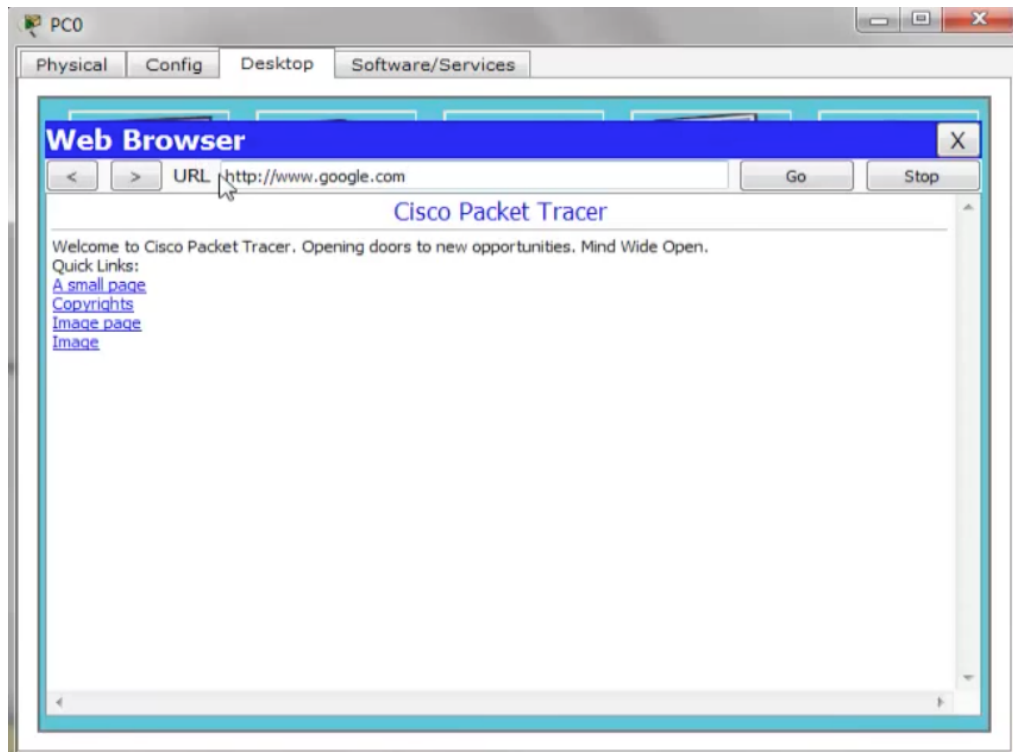 PC0
Physical Config Desktop Software/Services
Web Browser X
< > URL http://www.google.com Go Stop
Cisco Packet Tracer
Welcome to Cisco Packet Tracer. Opening doors to new opportunities. Mind Wide Open.
Quick Links:
A small page
Copyrights
Image page
Image